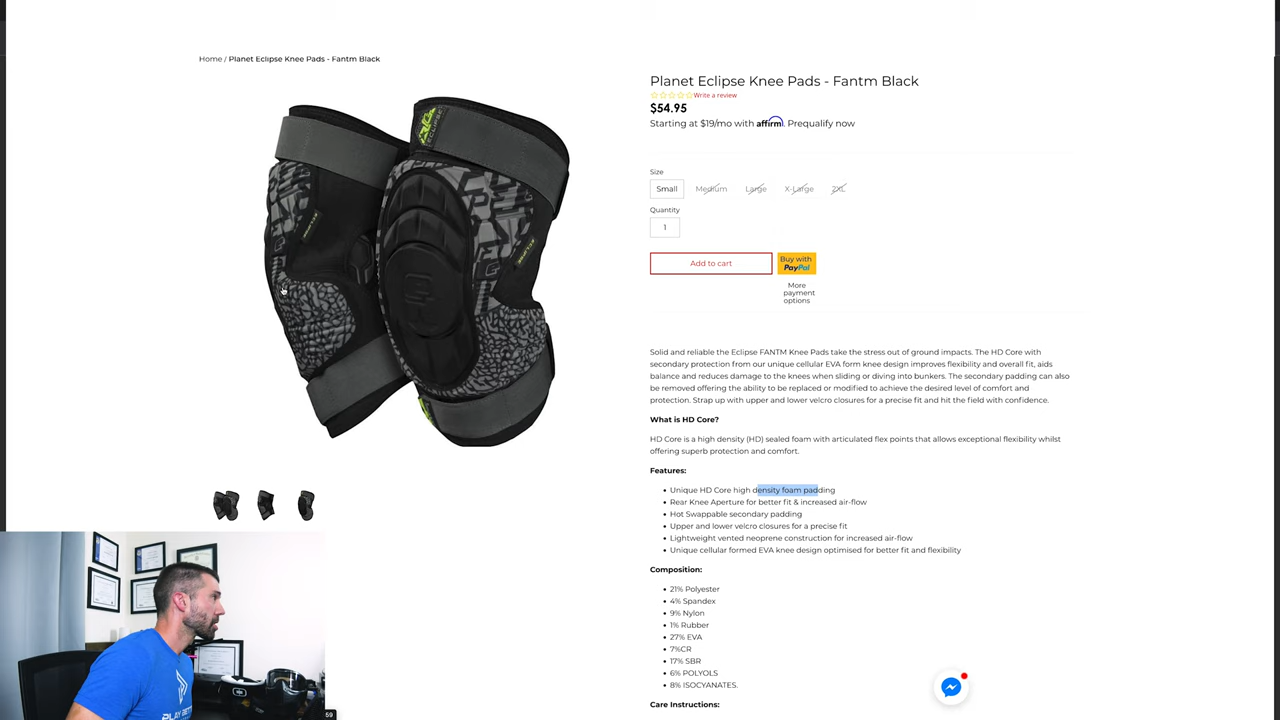 Home / Planet Eclipse Knee Pads - Fantm Black
Planet Eclipse Knee Pads - Fantm Black
Write a review
$54.95
Starting at $19/mo with affirm. Prequalify now
Size
Small Medium Large X-Large 2XL
Quantity
1
Add to cart
Buy with
PayPal
More
payment
options
Solid and reliable the Eclipse FANTM Knee Pads take the stress out of ground impacts. The HD Core with
secondary protection from our unique cellular EVA form knee design improves flexibility and overall fit, aids
balance and reduces damage to the knees when sliding or diving into bunkers. The secondary padding can also
be removed offering the ability to be replaced or modified to achieve the desired level of comfort and
protection. Strap up with upper and lower velcro closures for a precise fit and hit the field with confidence.
What is HD Core?
HD Core is a high density (HD) sealed foam with articulated flex points that allows exceptional flexibility whilst
offering superb protection and comfort.
Features:
Unique HD Core high density foam padding
Rear Knee Aperture for better fit & increased air-flow
Hot Swappable secondary padding
Upper and lower velcro closures for a precise fit
Lightweight vented neoprene construction for increased air-flow
Unique cellular formed EVA knee design optimised for better fit and flexibility
Composition:
21% Polyester
4% Spandex
9% Nylon
1% Rubber
27% EVA
7%CR
17% SBR
6% POLYOLS
8% ISOCYANATES.
Care Instructions:
ECLIPSE
59